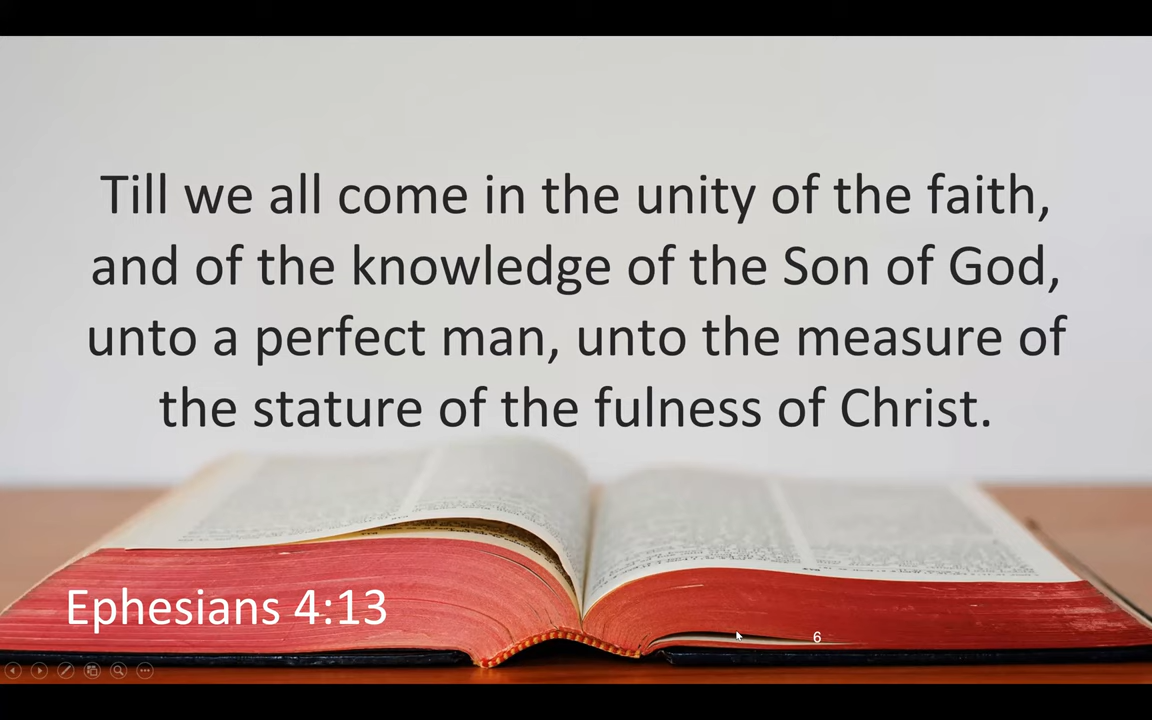 Till we all come in the unity of the faith,
and of the knowledge of the Son of God,
unto a perfect man, unto the measure of
the stature of the fulness of Christ.
Ephesians 4:13
6